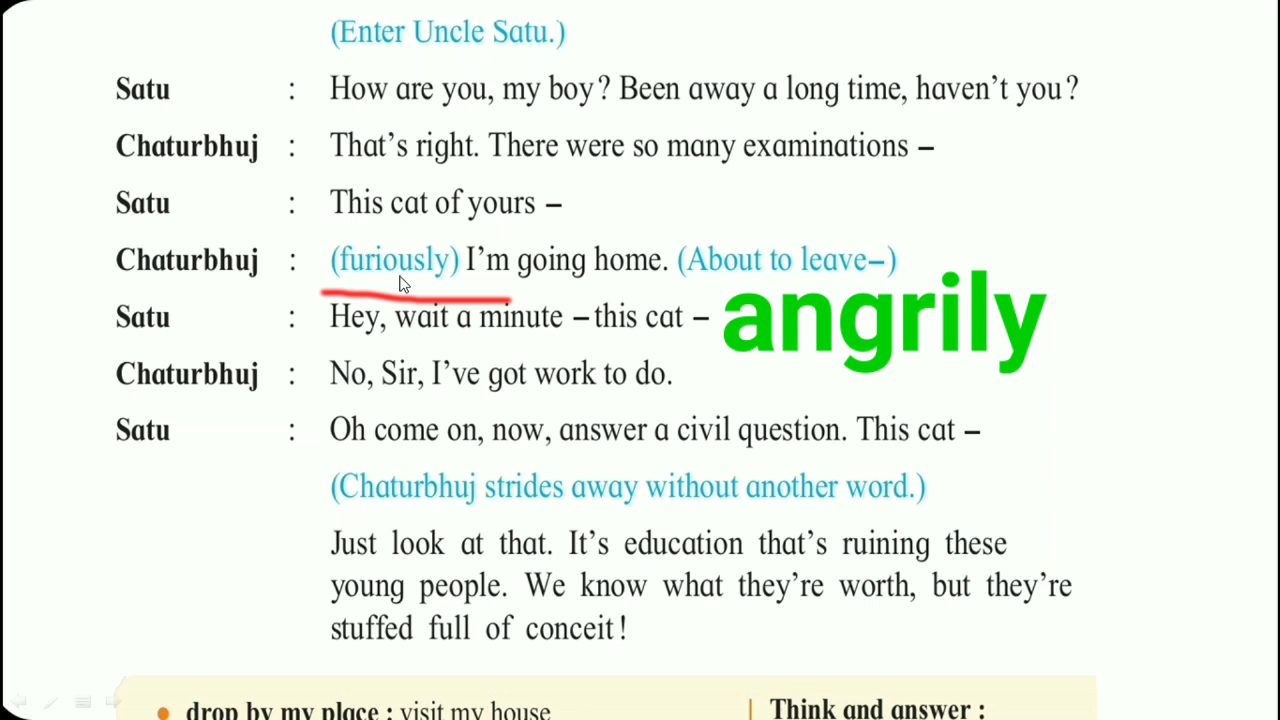 (Enter Uncle Satu.)
Satu : How are you, my boy? Been away a long time, haven't you?
Chaturbhuj : That's right. There were so many examinations –
Satu : This cat of yours –
Chaturbhuj : (furiously) I'm going home. (About to leave–)
angrily
Satu : Hey, wait a minute – this cat –
Chaturbhuj : No, Sir, I've got work to do.
Satu : Oh come on, now, answer a civil question. This cat –
(Chaturbhuj strides away without another word.)
Just look at that. It's education that's ruining these
young people. We know what they're worth, but they're
stuffed full of conceit!
• drop by my place : visit my house
Think and answer :